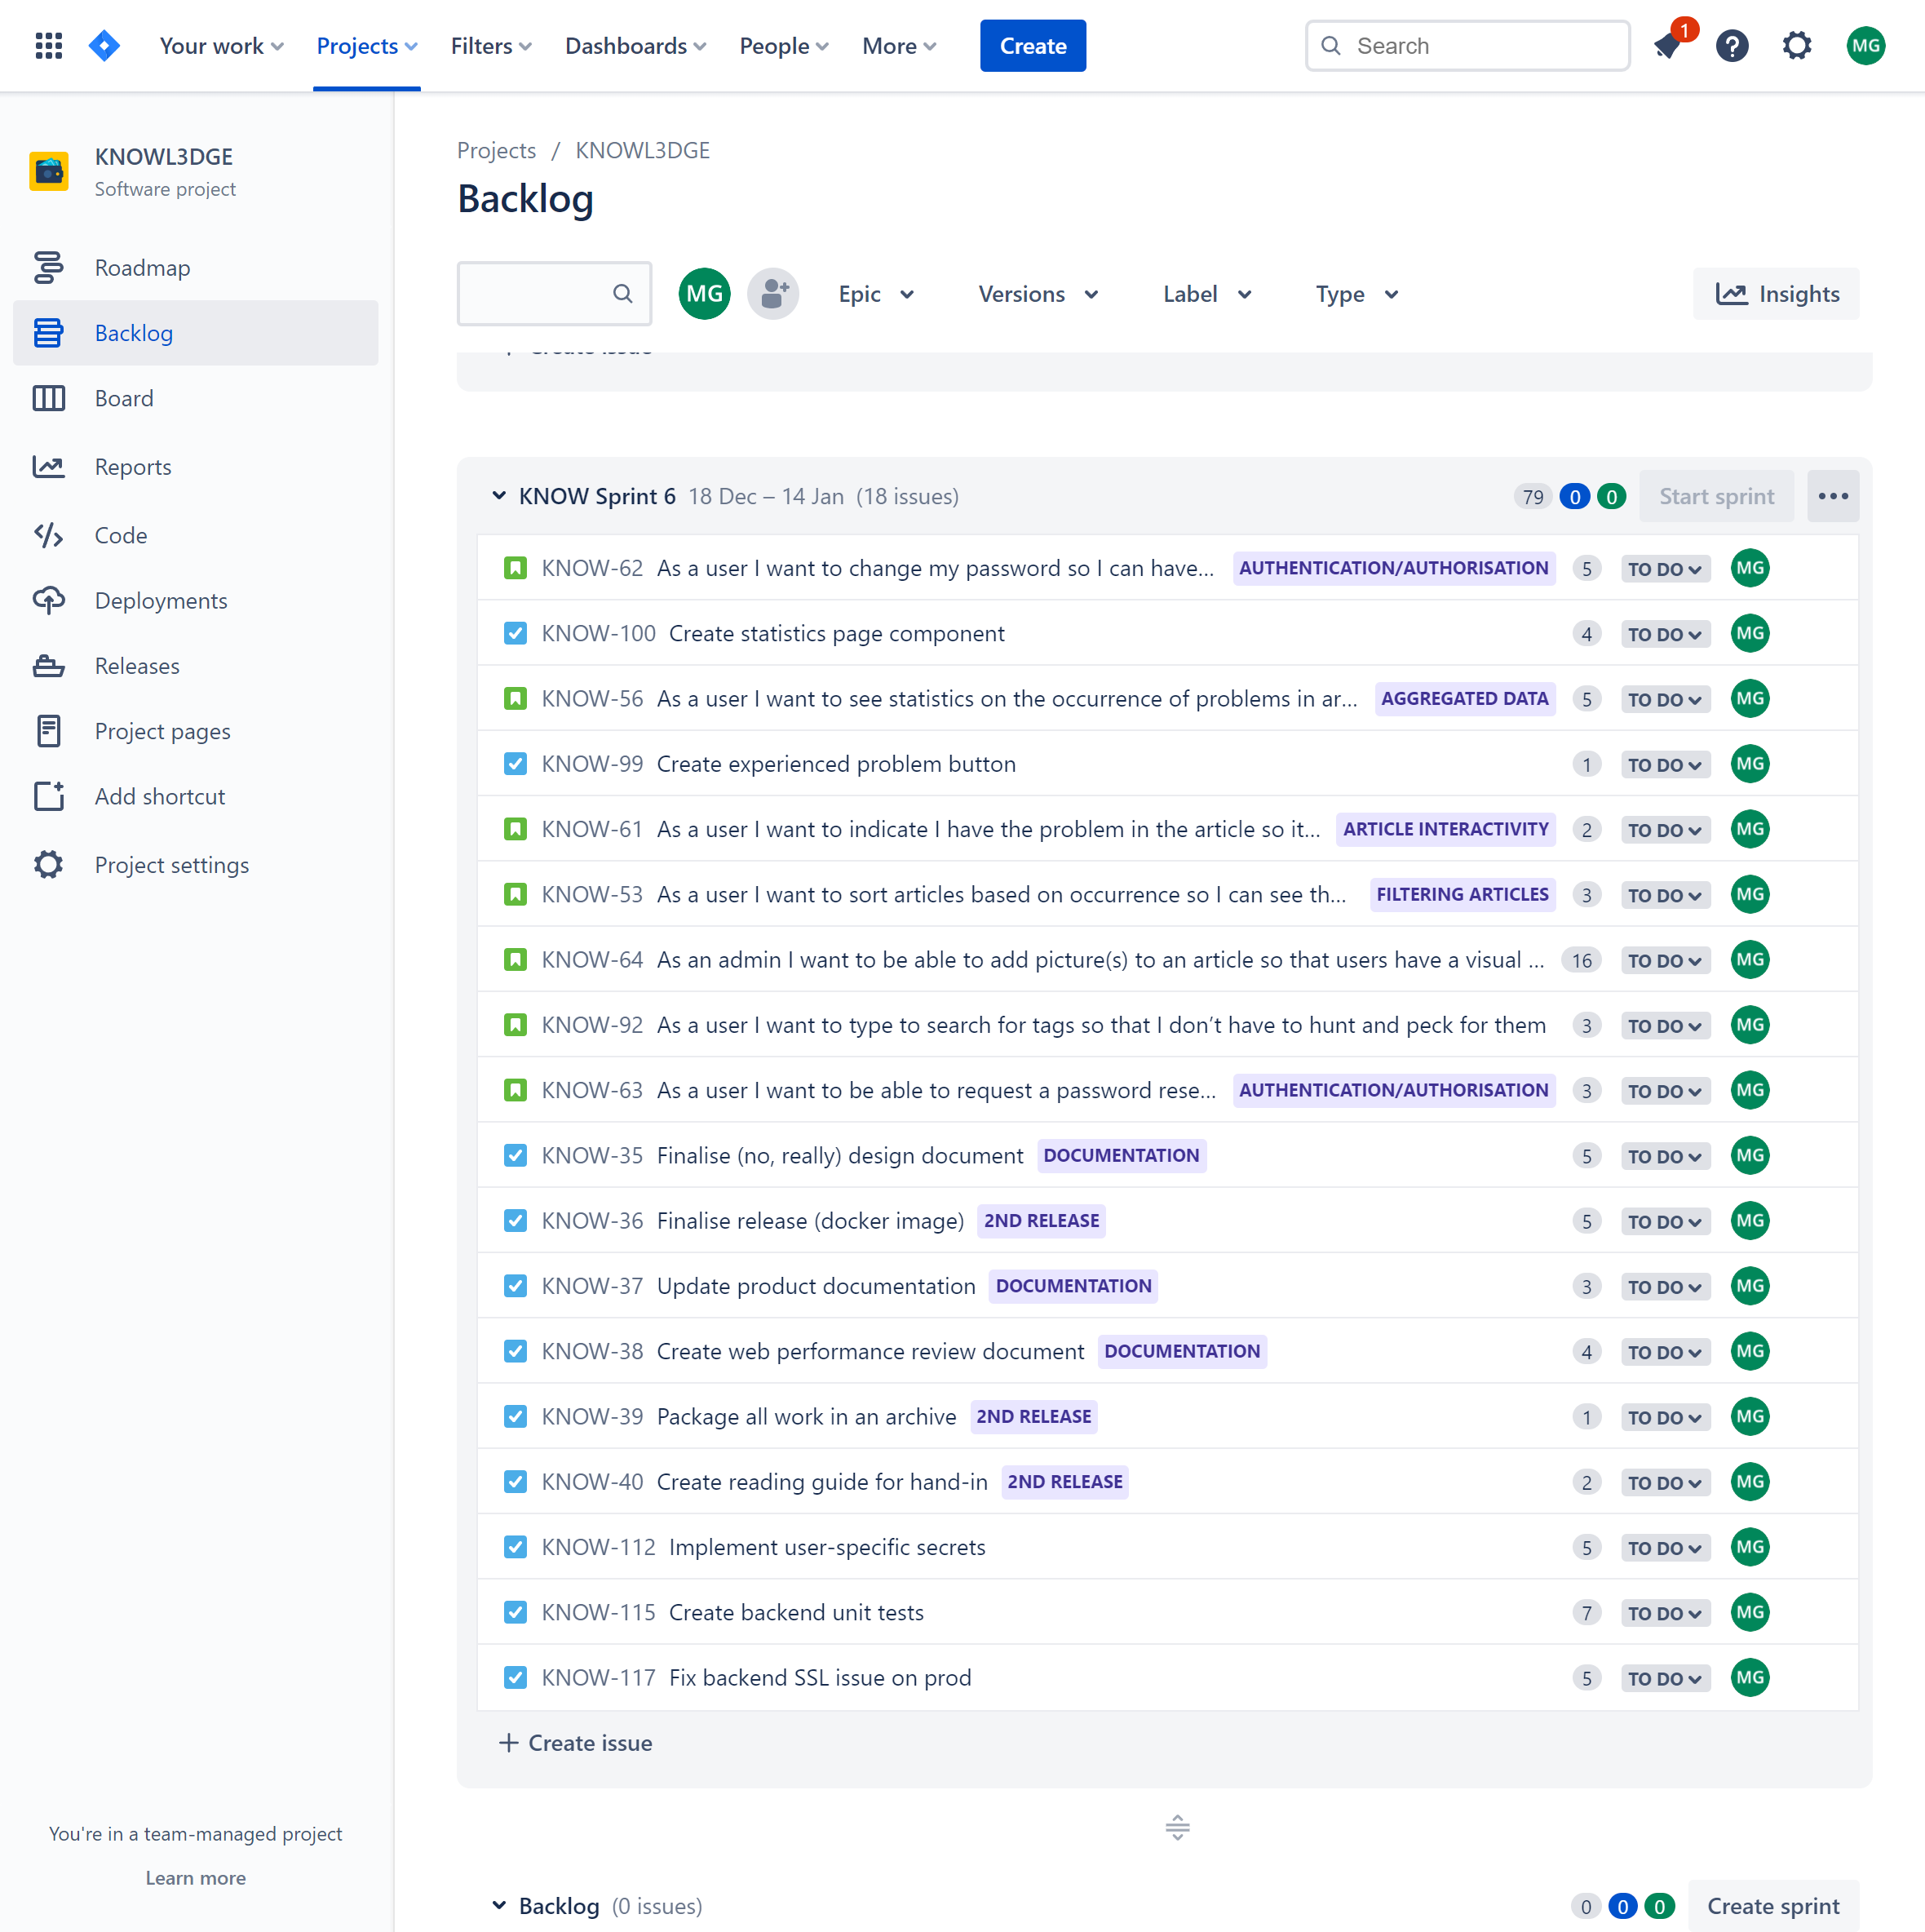 Your work Projects Filters Dashboards People More Create Search 1 MG
KNOWL3DGE
Software project
Roadmap
Backlog
Board
Reports
Code
Deployments
Releases
Project pages
Add shortcut
Project settings
You're in a team-managed project
Learn more
Projects / KNOWL3DGE
Backlog
MG Epic Versions Label Type Insights
KNOW Sprint 6 18 Dec – 14 Jan (18 issues) 79 0 0 Start sprint
KNOW-62 As a user I want to change my password so I can have... AUTHENTICATION/AUTHORISATION 5 TO DO MG
KNOW-100 Create statistics page component 4 TO DO MG
KNOW-56 As a user I want to see statistics on the occurrence of problems in ar... AGGREGATED DATA 5 TO DO MG
KNOW-99 Create experienced problem button 1 TO DO MG
KNOW-61 As a user I want to indicate I have the problem in the article so it... ARTICLE INTERACTIVITY 2 TO DO MG
KNOW-53 As a user I want to sort articles based on occurrence so I can see th... FILTERING ARTICLES 3 TO DO MG
KNOW-64 As an admin I want to be able to add picture(s) to an article so that users have a visual ... 16 TO DO MG
KNOW-92 As a user I want to type to search for tags so that I don’t have to hunt and peck for them 3 TO DO MG
KNOW-63 As a user I want to be able to request a password rese... AUTHENTICATION/AUTHORISATION 3 TO DO MG
KNOW-35 Finalise (no, really) design document DOCUMENTATION 5 TO DO MG
KNOW-36 Finalise release (docker image) 2ND RELEASE 5 TO DO MG
KNOW-37 Update product documentation DOCUMENTATION 3 TO DO MG
KNOW-38 Create web performance review document DOCUMENTATION 4 TO DO MG
KNOW-39 Package all work in an archive 2ND RELEASE 1 TO DO MG
KNOW-40 Create reading guide for hand-in 2ND RELEASE 2 TO DO MG
KNOW-112 Implement user-specific secrets 5 TO DO MG
KNOW-115 Create backend unit tests 7 TO DO MG
KNOW-117 Fix backend SSL issue on prod 5 TO DO MG
+ Create issue
Backlog (0 issues) 0 0 0 Create sprint